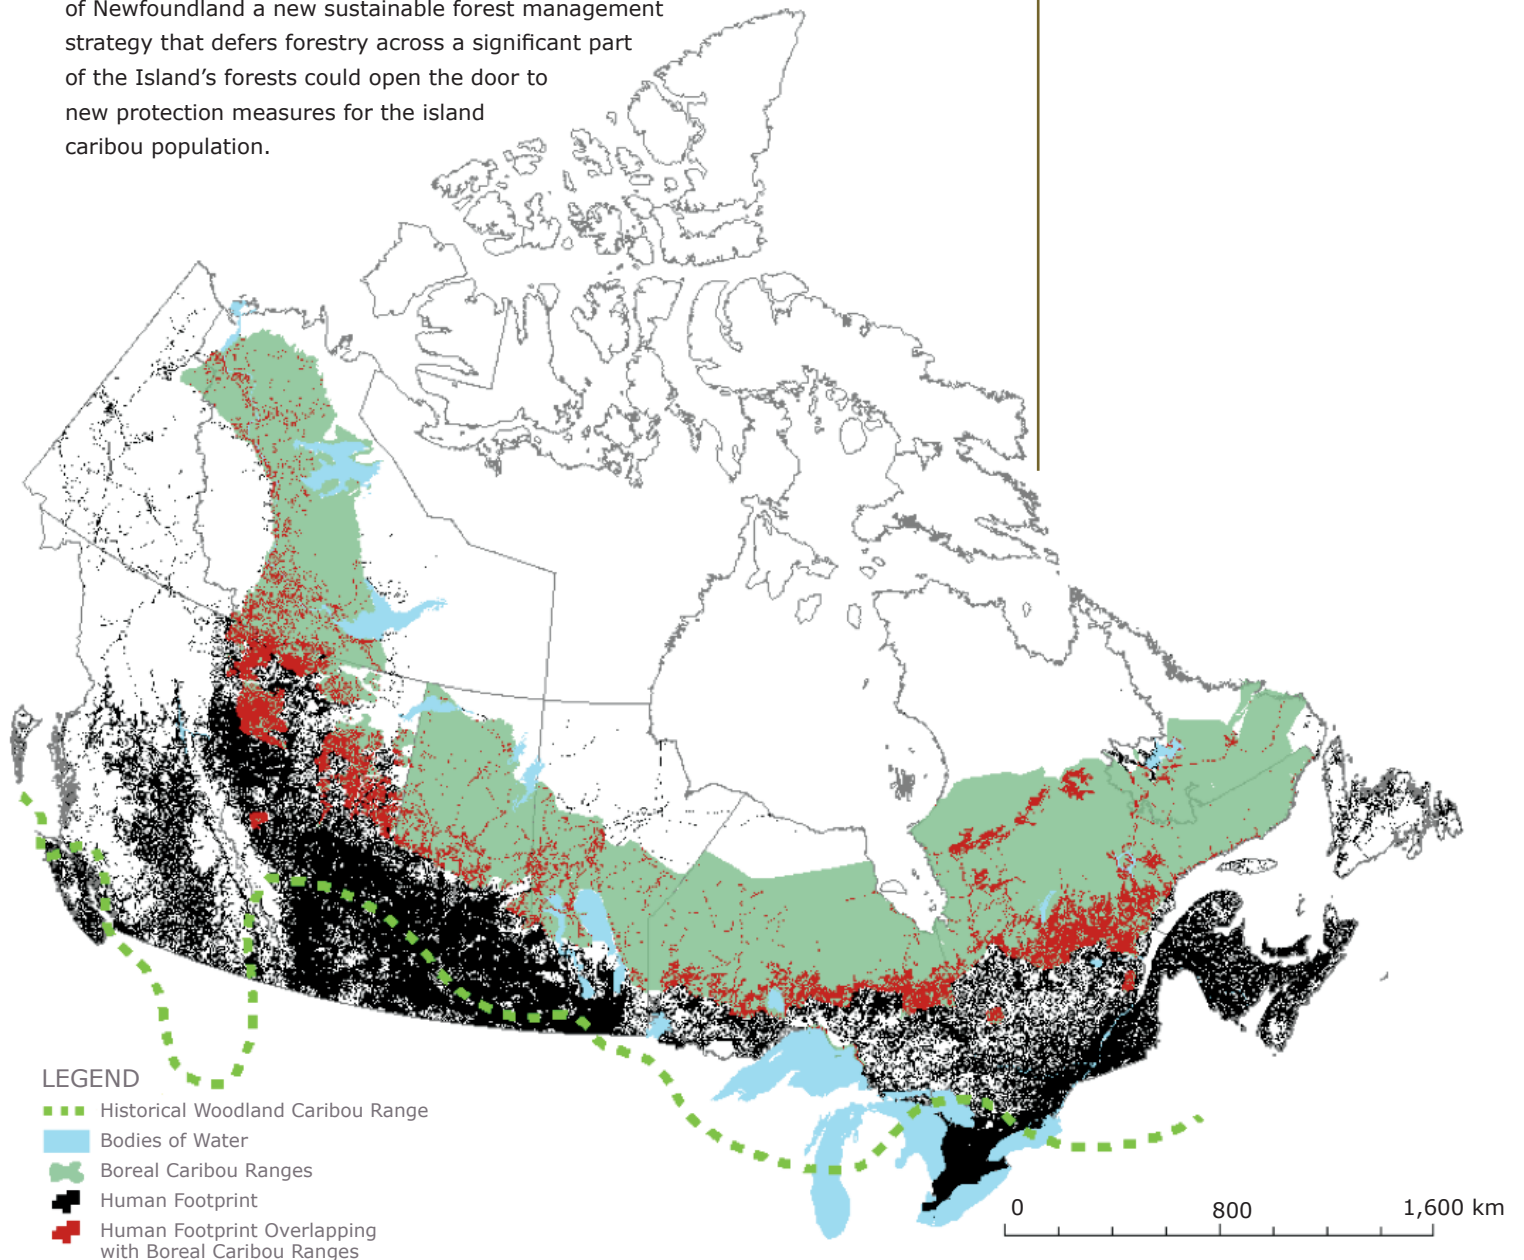 of Newfoundland a new sustainable forest management
strategy that defers forestry across a significant part
of the Island's forests could open the door to
new protection measures for the island
caribou population.
LEGEND
Historical Woodland Caribou Range
Bodies of Water
Boreal Caribou Ranges
Human Footprint
Human Footprint Overlapping
with Boreal Caribou Ranges
0 800 1,600 km